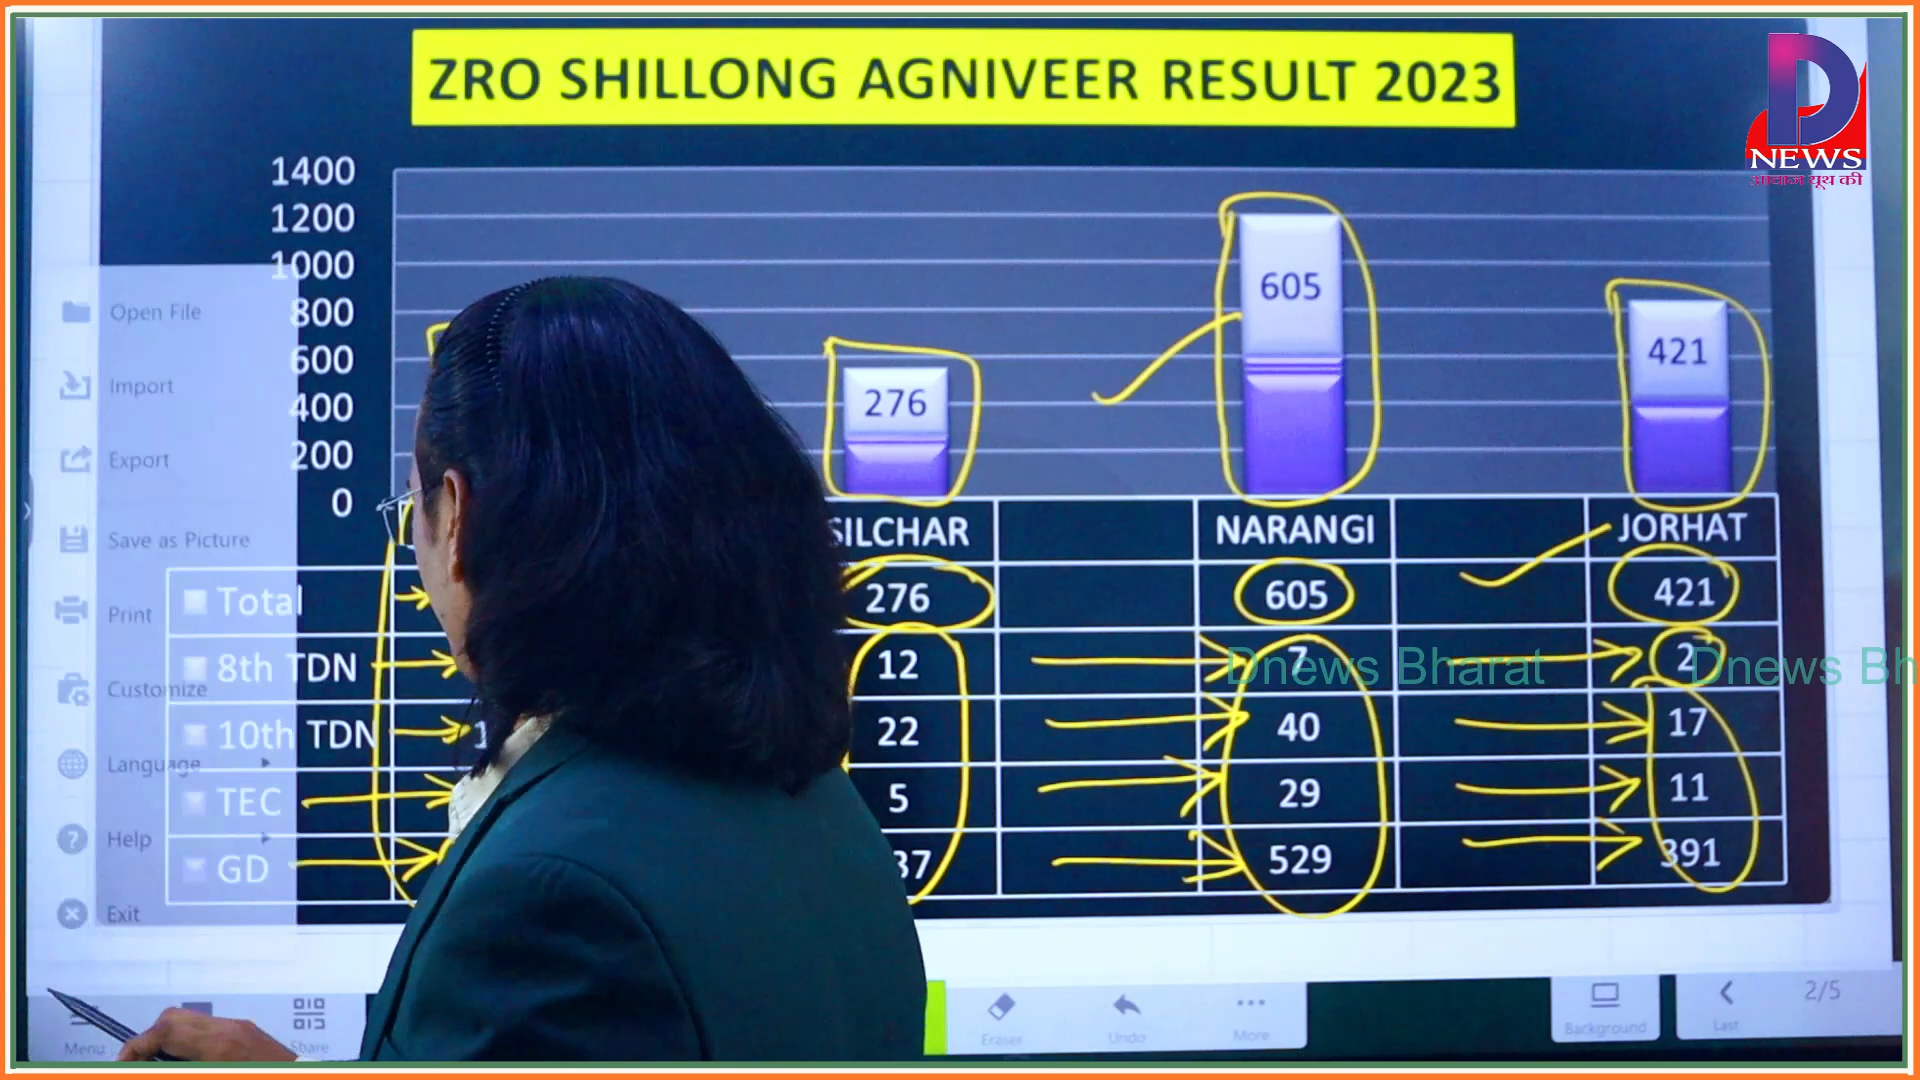 ZRO SHILLONG AGNIVEER RESULT 2023
NEWS
आवाज यूथ की
1400
1200
1000
800
600
400
200
0
276
605
421
Open File
Import
Export
Save as Picture
Print
Customize
Language
Help
Exit
SILCHAR NARANGI JORHAT
Total 276 605 421
8th TDN 12 7 2
10th TDN 22 40 17
TEC 5 29 11
GD 37 529 391
Dnews Bharat Dnews Bh
Menu Share Eraser Undo More Background Last 2/5